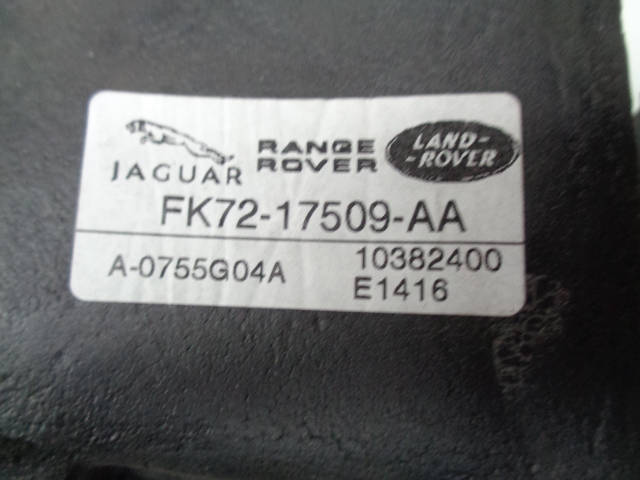 JAGUAR
RANGE
ROVER
LAND-
-ROVER
FK72-17509-AA
A-0755G04A
10382400
E1416